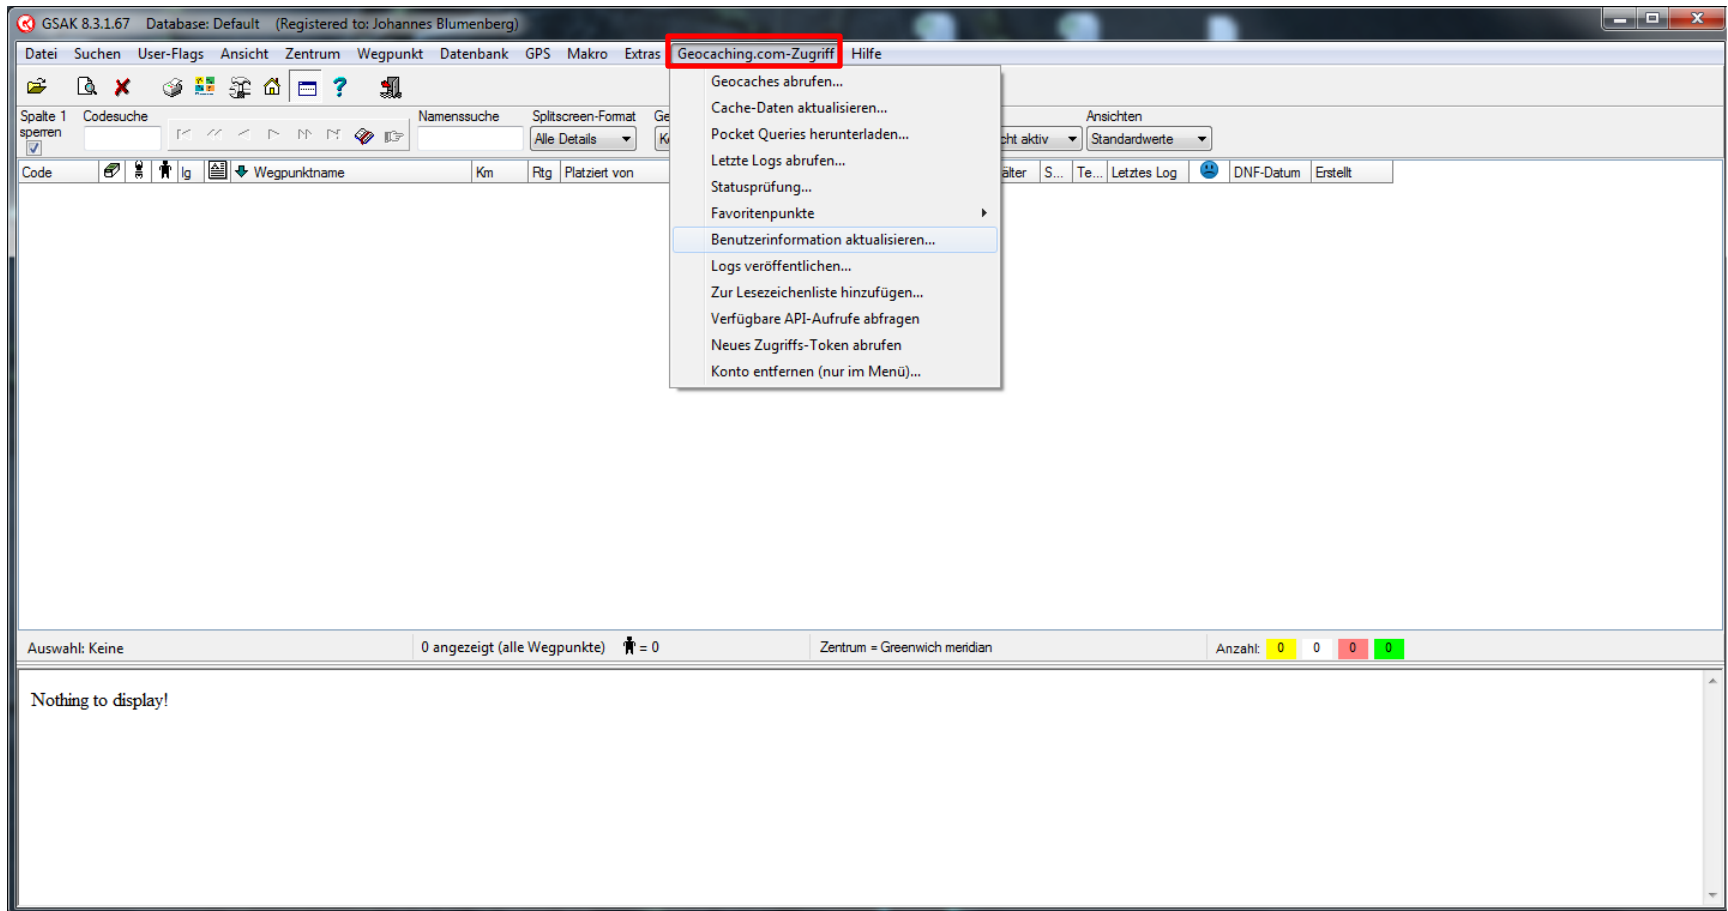 GSAK 8.3.1.67 Database: Default (Registered to: Johannes Blumenberg)
Datei Suchen User-Flags Ansicht Zentrum Wegpunkt Datenbank GPS Makro Extras Geocaching.com-Zugriff Hilfe
Geocaches abrufen...
Cache-Daten aktualisieren...
Pocket Queries herunterladen...
Letzte Logs abrufen...
Statusprüfung...
Favoritenpunkte
Benutzerinformation aktualisieren...
Logs veröffentlichen...
Zur Lesezeichenliste hinzufügen...
Verfügbare API-Aufrufe abfragen
Neues Zugriffs-Token abrufen
Konto entfernen (nur im Menü)...
Spalte 1 sperren
Codesuche
Namenssuche
Splitscreen-Format
Alle Details
Ge
cht aktiv
Ansichten
Standardwerte
Code Ig Wegpunktname Km Rtg Platziert von älter S... Te... Letztes Log DNF-Datum Erstellt
Auswahl: Keine 0 angezeigt (alle Wegpunkte) = 0 Zentrum = Greenwich meridian Anzahl: 0 0 0 0
Nothing to display!